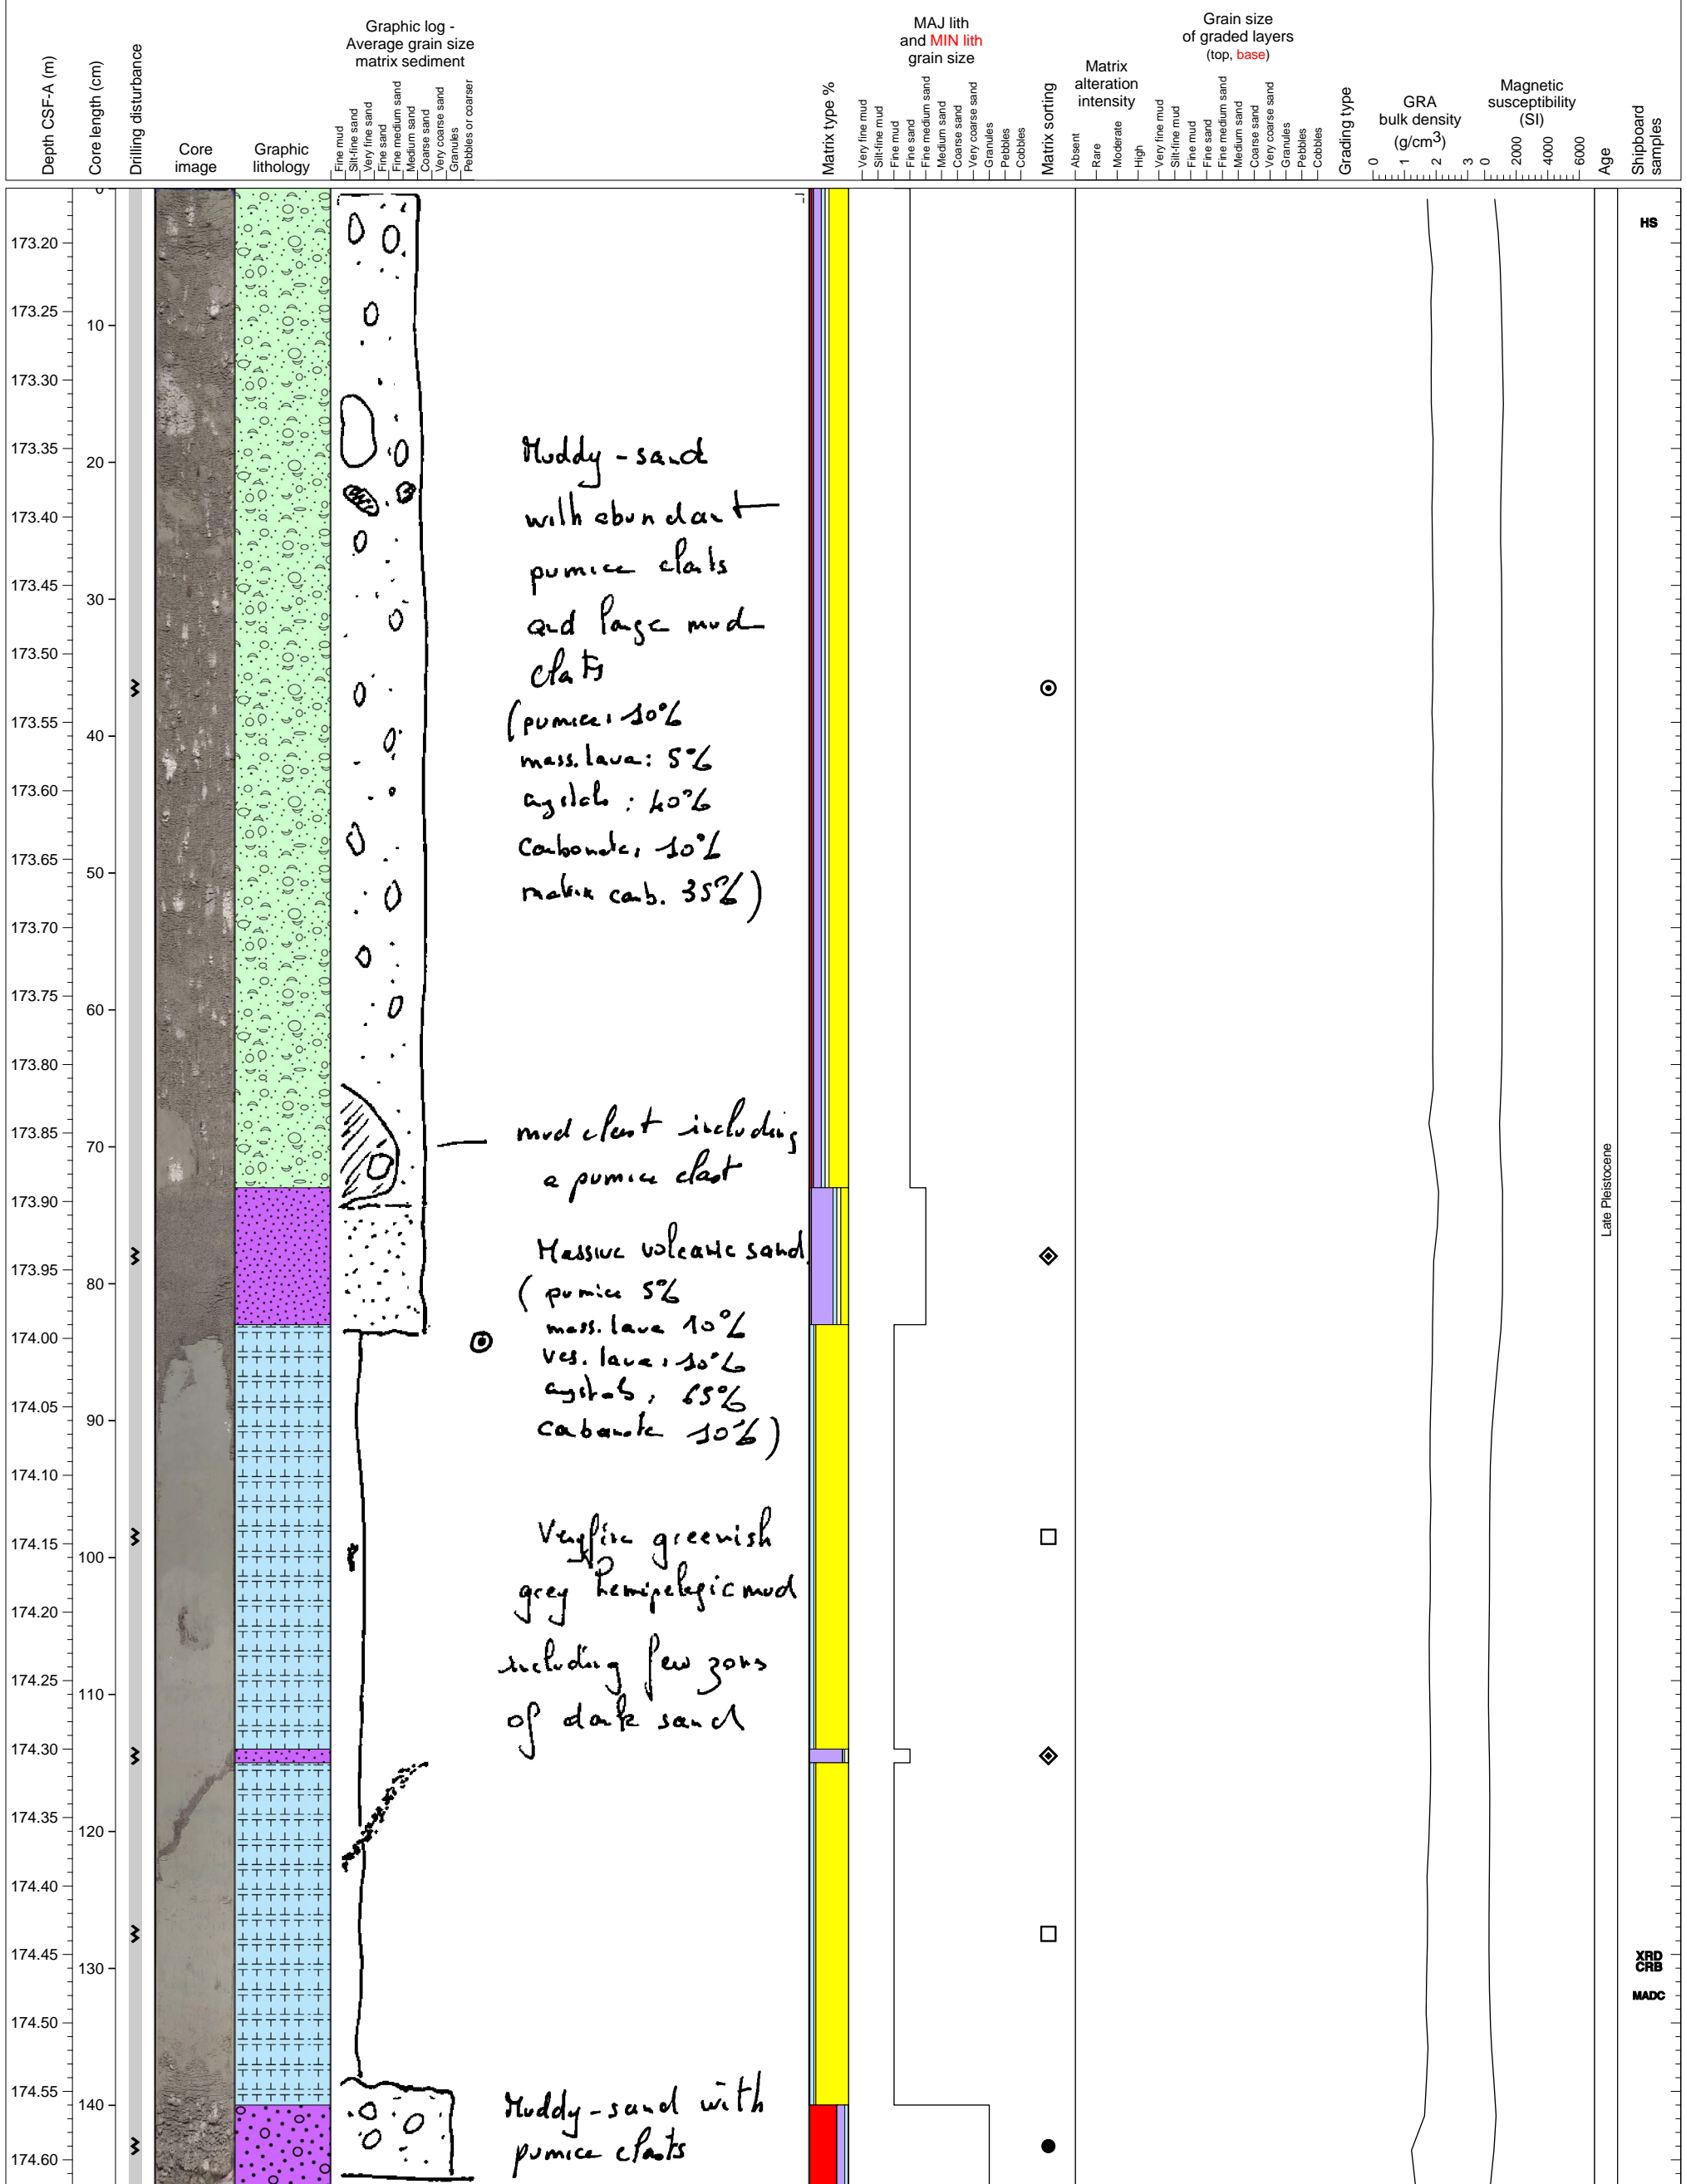 Depth CSF-A (m)
Core length (cm)
Drilling disturbance
Core
image
Graphic
lithology
Graphic log -
Average grain size
matrix sediment
Fine mud
Silt-fine sand
Very fine sand
Fine sand
Fine medium sand
Medium sand
Coarse sand
Very coarse sand
Granules
Pebbles or coarser
Matrix type %
MAJ lith
and MIN lith
grain size
Very fine mud
Silt-fine mud
Fine mud
Fine sand
Fine medium sand
Medium sand
Coarse sand
Very coarse sand
Granules
Pebbles
Cobbles
Matrix sorting
Matrix
alteration
intensity
Absent
Rare
Moderate
High
Grain size
of graded layers
(top, base)
Very fine mud
Silt-fine mud
Fine mud
Fine sand
Fine medium sand
Medium sand
Coarse sand
Very coarse sand
Granules
Pebbles
Cobbles
Grading type
GRA
bulk density
(g/cm3)
0 1 2 3
Magnetic
susceptibility
(SI)
0 2000 4000 6000
Age
Shipboard
samples
0
173.20
HS
173.25
10
173.30
173.35
20
173.40
173.45
30
173.50
173.55
40
173.60
173.65
50
173.70
173.75
60
173.80
173.85
70
173.90
173.95
80
174.00
174.05
90
174.10
174.15
100
174.20
174.25
110
174.30
174.35
120
174.40
174.45
130
174.50
174.55
140
174.60
Muddy-sand
with abundant
pumice clasts
and large mud
clasts
(pumice: 10%
mass. lava: 5%
crystals: 40%
Carbonate: 10%
matrix carb. 35%)
mud clast including
a pumice clast
Massive volcanic sand
(pumice 5%
mass. lava 10%
ves. lava: 10%
crystals: 65%
carbonate 10%)
Very fine greenish
grey hemipelagic mud
including few zons
of dark sand
Muddy-sand with
pumice clasts
Late Pleistocene
XRD
CRB
MADC